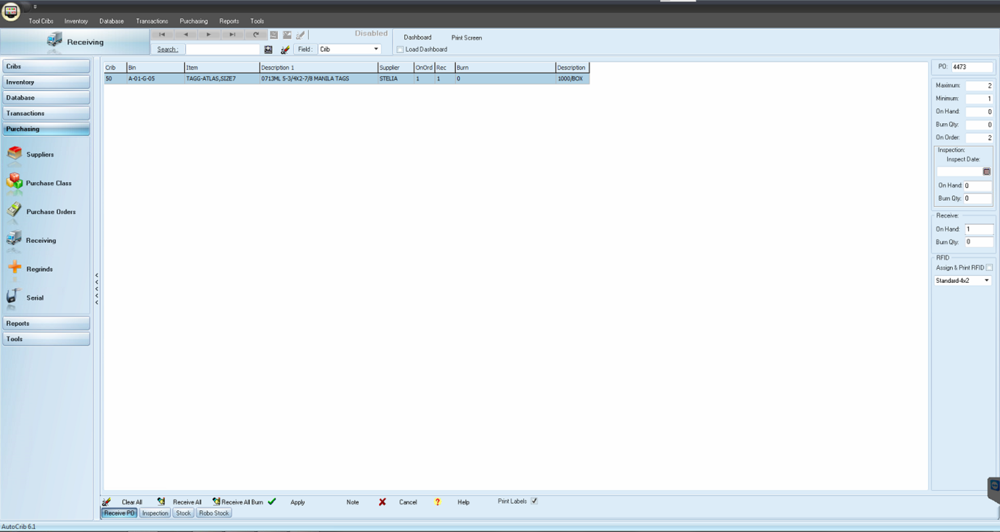 Tool Cribs Inventory Database Transactions Purchasing Reports Tools
Receiving
Disabled
Search :
Field : Crib
Dashboard Print Screen
Load Dashboard
Cribs
Inventory
Database
Transactions
Purchasing
Suppliers
Purchase Class
Purchase Orders
Receiving
Regrinds
Serial
Reports
Tools
<
<
<
<
<
Crib Bin Item Description 1 Supplier OnOrd Rec Burn Description
50 A-01-G-05 TAGG-ATLAS,SIZE7 0713ML 5-3/4X2-7/8 MANILA TAGS STELIA 1 1 0 1000/BOX
PO: 4473
Maximum: 2
Minimum: 1
On Hand: 0
Burn Qty: 0
On Order: 2
Inspection:
Inspect Date:
On Hand: 0
Burn Qty: 0
Receive:
On Hand: 1
Burn Qty: 0
RFID
Assign & Print RFID
Standard-4x2
Clear All Receive All Receive All Burn Apply Note Cancel ? Help Print Labels
Receive PO Inspection Stock Robo Stock
AutoCrib 6.1